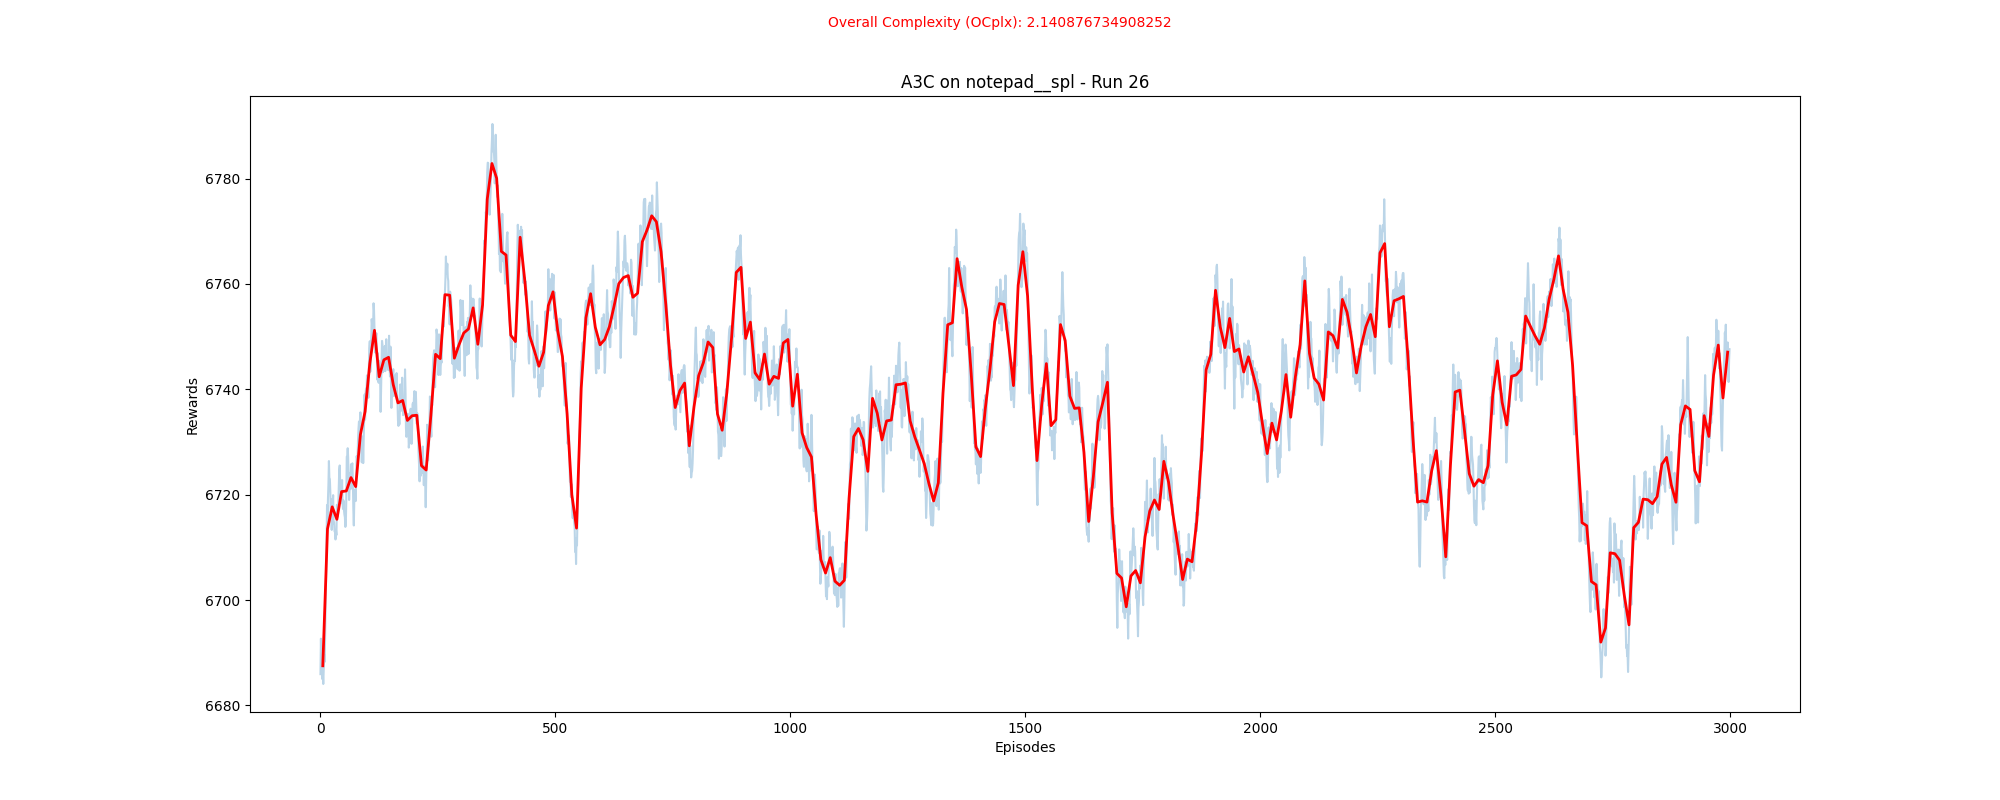 Overall Complexity (OCplx): 2.140876734908252
A3C on notepad__spl - Run 26
Rewards
6780
6760
6740
6720
6700
6680
0 500 1000 1500 2000 2500 3000
Episodes